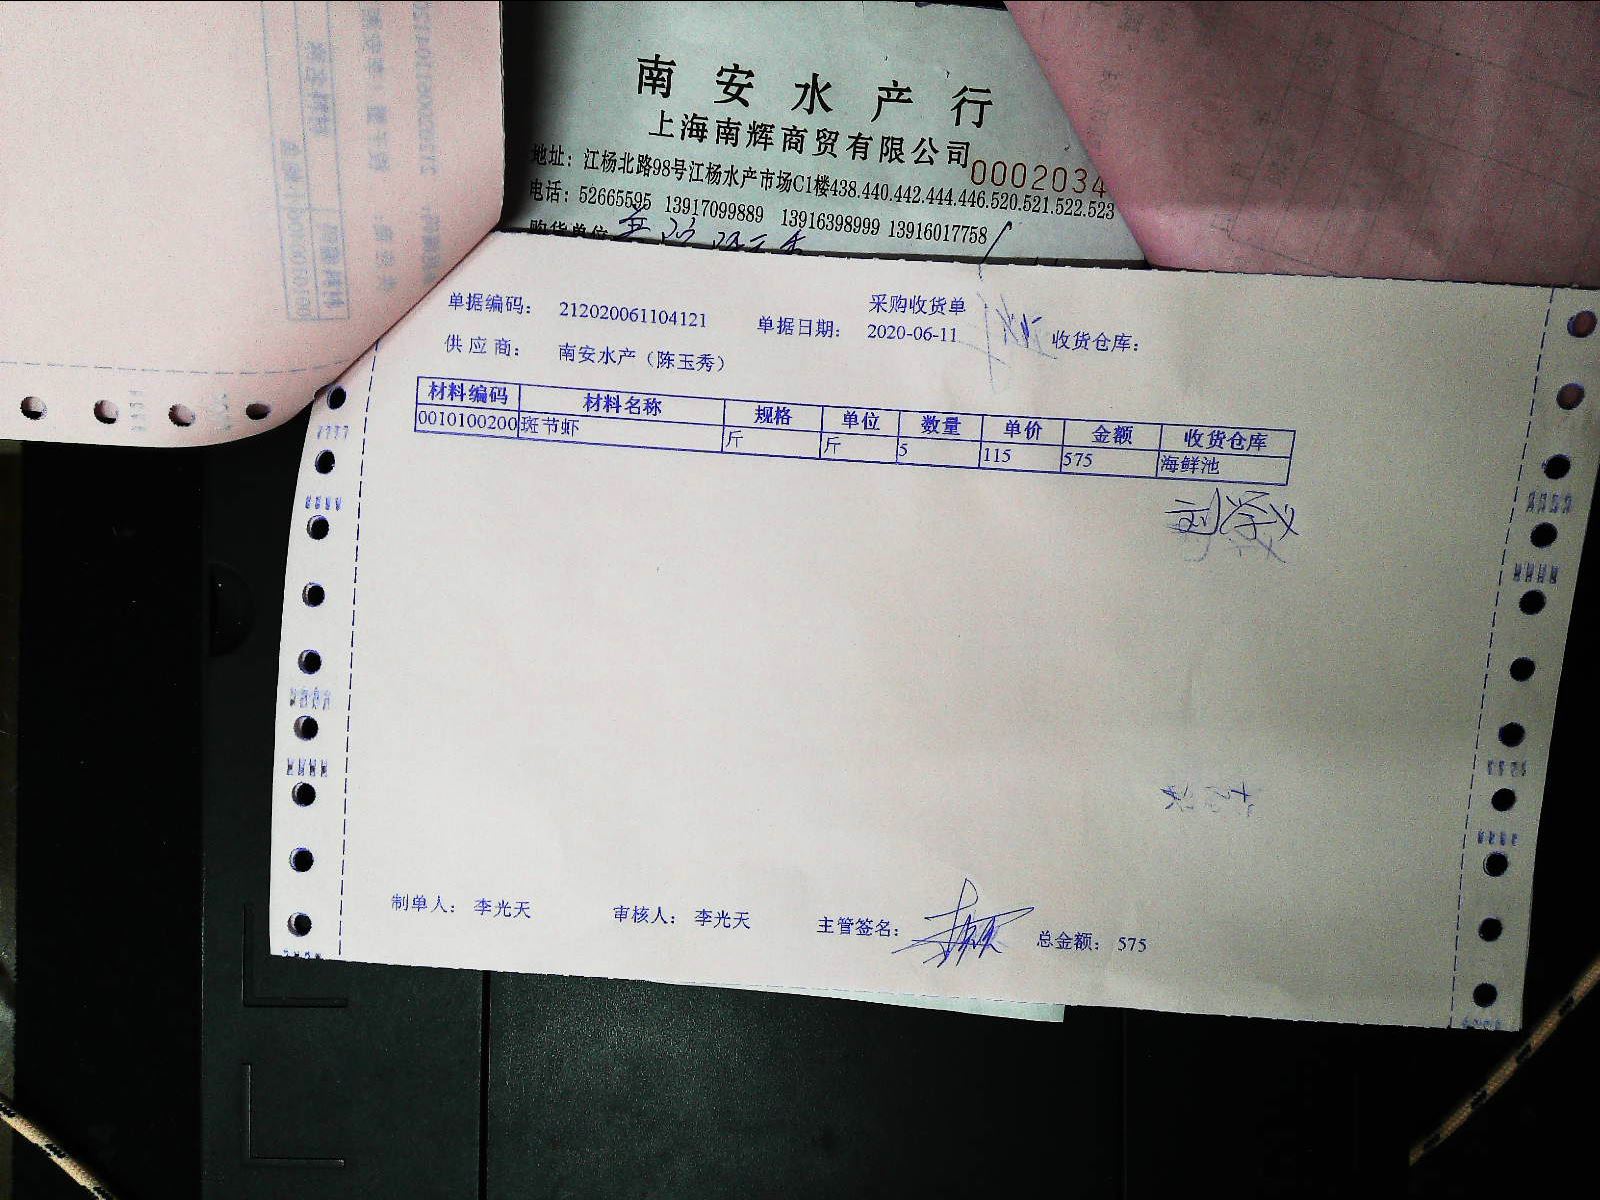 南安水产行
上海南辉商贸有限公司
0002034
地址：江杨北路98号江杨水产市场C1楼438.440.442.444.446.520.521.522.523
电话：52665595 13917099889 13916398999 13916017758
购货单位
采购收货单
单据编码： 212020061104121 单据日期： 2020-06-11 收货仓库：
供应商： 南安水产（陈玉秀）
材料编码 材料名称 规格 单位 数量 单价 金额 收货仓库
0010100200 斑节虾 斤 斤 5 115 575 海鲜池
制单人： 李光天 审核人： 李光天 主管签名： 总金额： 575